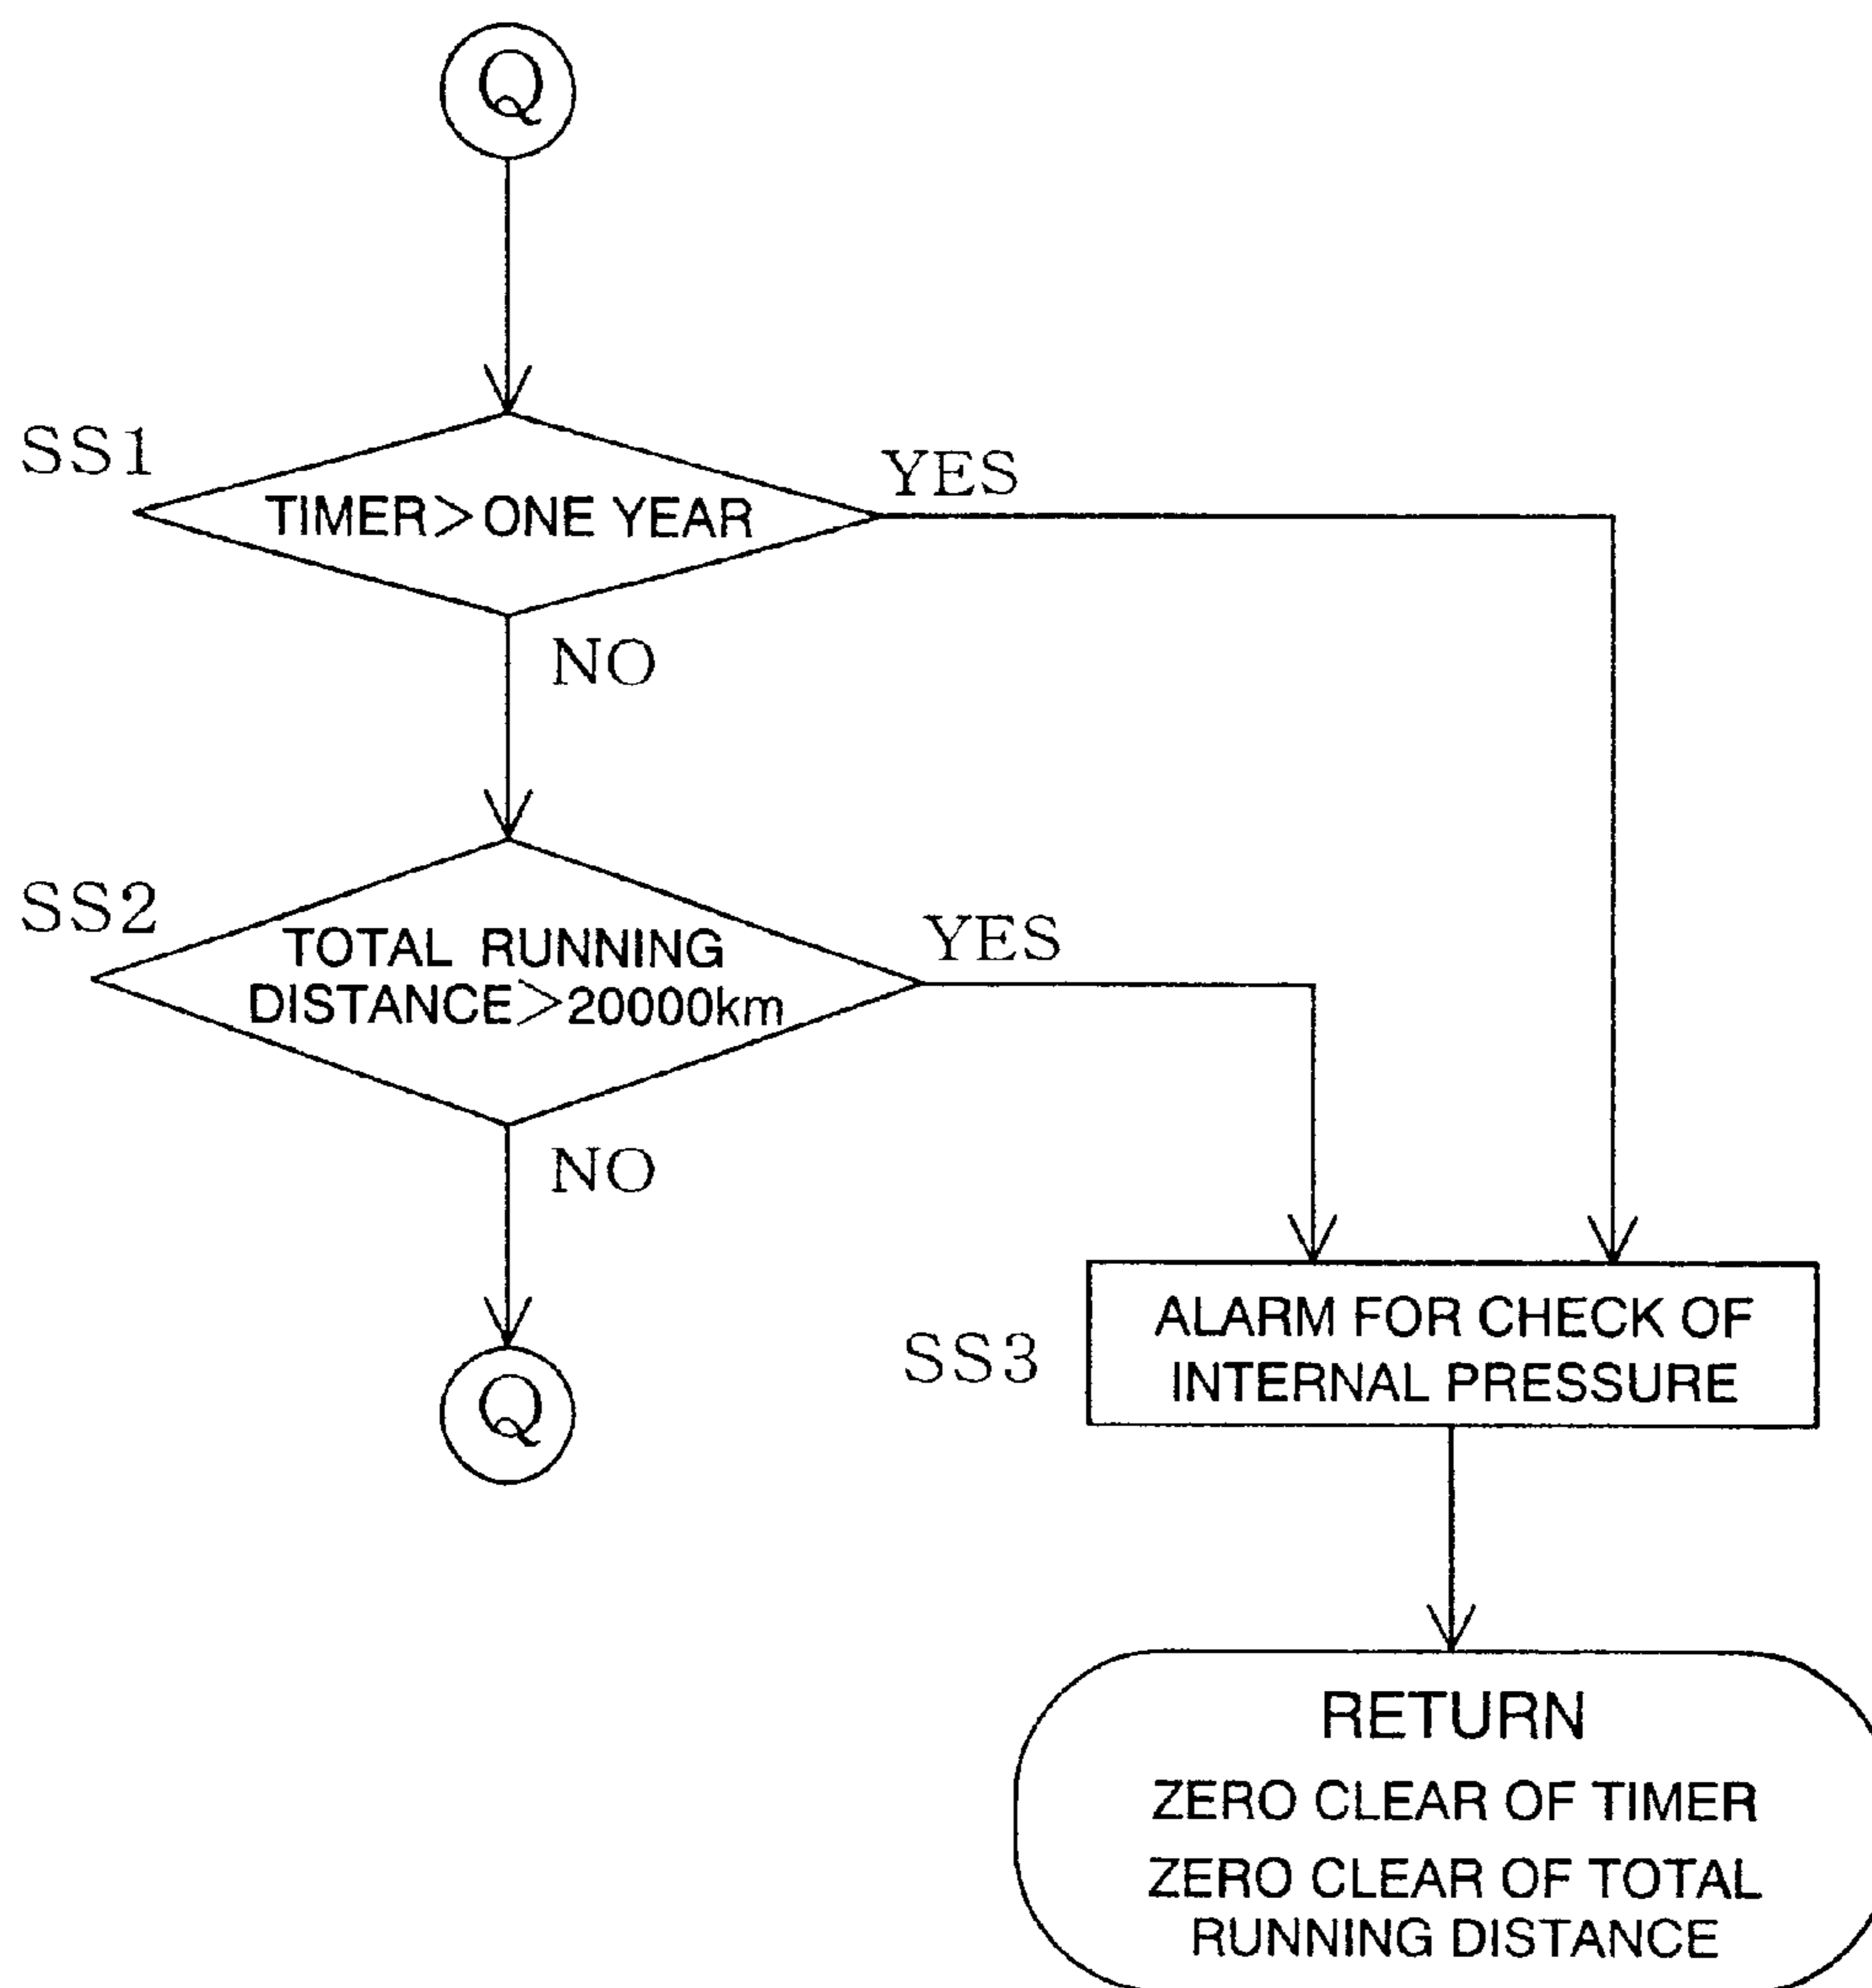 Q
SS1
TIMER>ONE YEAR
YES
NO
SS2
TOTAL RUNNING
DISTANCE>20000km
YES
NO
Q
SS3
ALARM FOR CHECK OF
INTERNAL PRESSURE
RETURN
ZERO CLEAR OF TIMER
ZERO CLEAR OF TOTAL
RUNNING DISTANCE